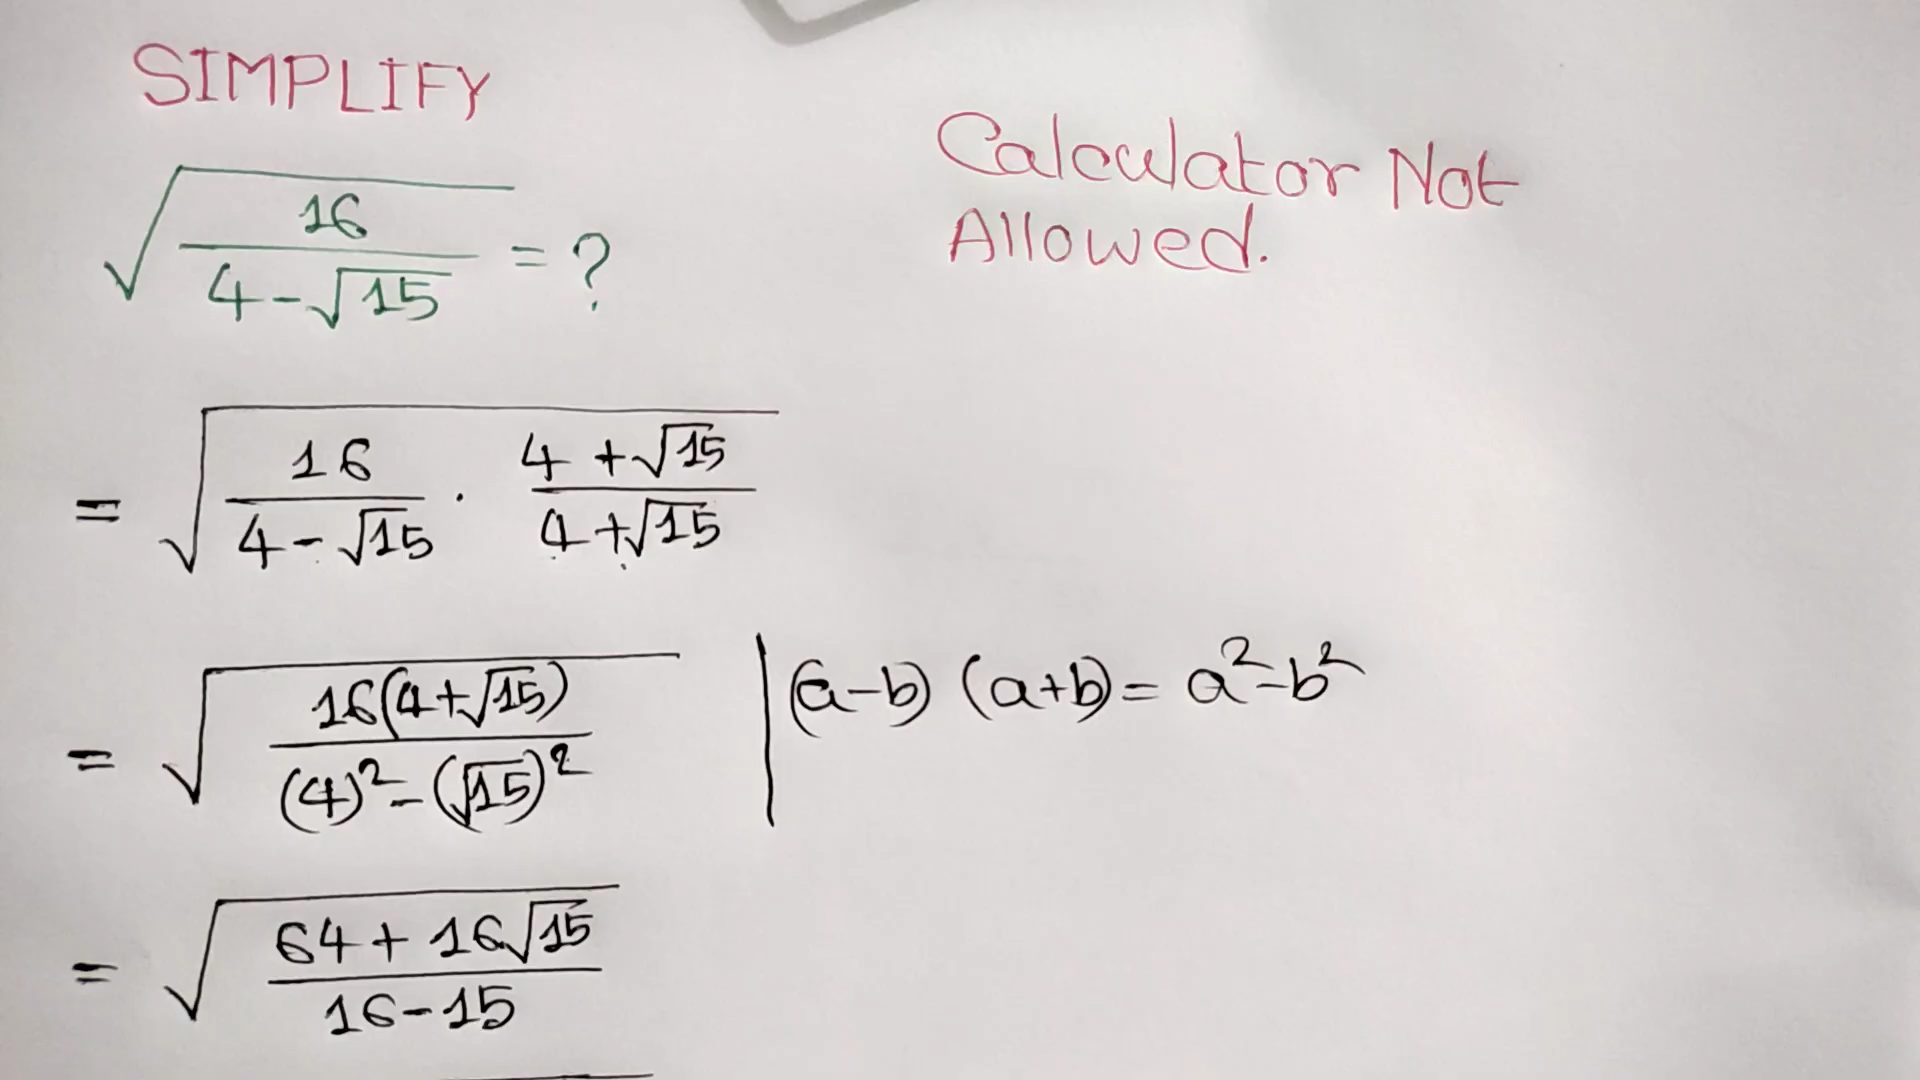 SIMPLIFY
Calculator Not
Allowed.
√(16/(4-√15)) = ?
= √(16/(4-√15) · (4+√15)/(4+√15))
= √(16(4+√15)/((4)²-(√15)²)) | (a-b) (a+b) = a²-b²
= √((64+16√15)/(16-15))